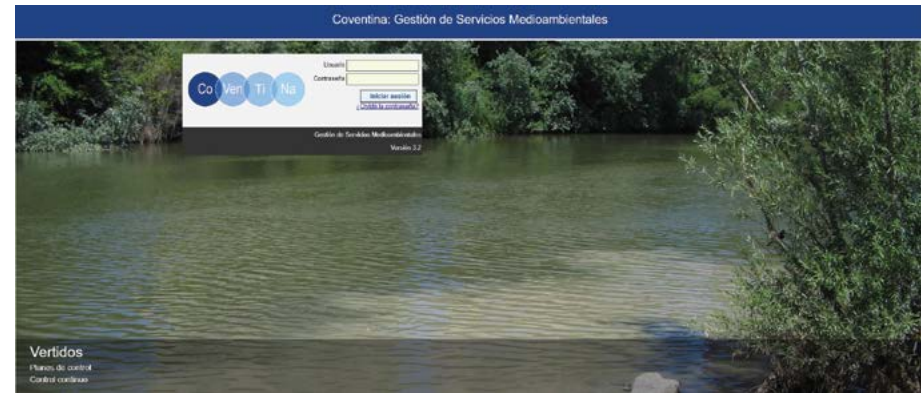 Coventina: Gestión de Servicios Medioambientales
Usuario
Contraseña
Co Ven Ti Na
Iniciar sesión
¿Olvidó la contraseña?
Gestión de Servicios Medioambientales
Versión 3.2
Vertidos
Planes de control
Control continuo